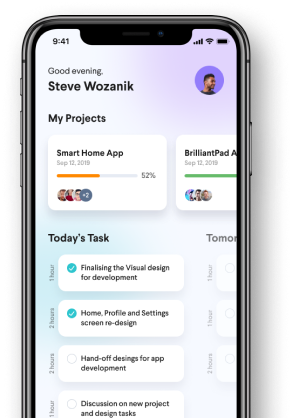 9:41
Good evening,
Steve Wozanik
My Projects
Smart Home App
Sep 12, 2019
52%
+2
BrilliantPad A
Sep 12, 2019
Today's Task
Tomor
1 hour
Finalising the Visual design
for development
1 hour
2 hours
Home, Profile and Settings
screen re-design
1 hour
2 hours
Hand-off desings for app
development
2 hours
1 hour
Discussion on new project
and design tasks